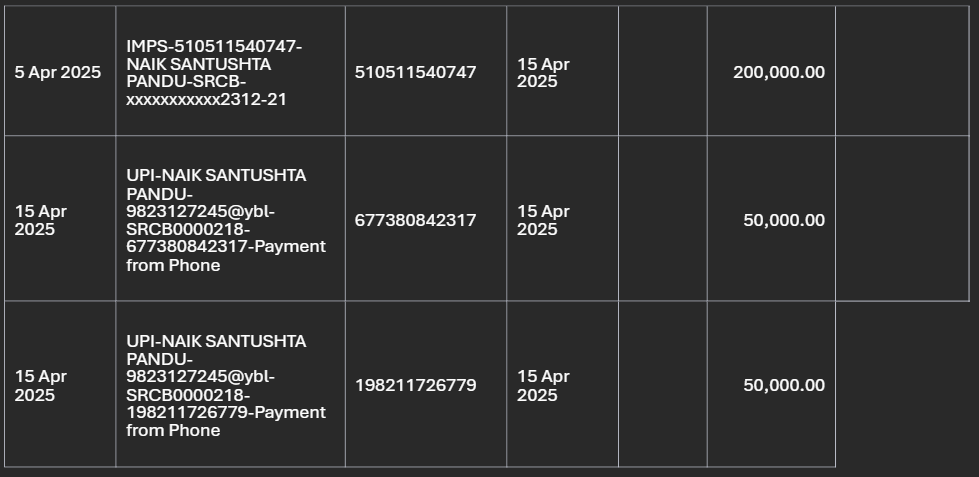 5 Apr 2025
IMPS-510511540747-
NAIK SANTUSHTA
PANDU-SRCB-
xxxxxxxxxxx2312-21
510511540747
15 Apr
2025
200,000.00
15 Apr
2025
UPI-NAIK SANTUSHTA
PANDU-
9823127245@ybl-
SRCB0000218-
677380842317-Payment
from Phone
677380842317
15 Apr
2025
50,000.00
15 Apr
2025
UPI-NAIK SANTUSHTA
PANDU-
9823127245@ybl-
SRCB0000218-
198211726779-Payment
from Phone
198211726779
15 Apr
2025
50,000.00